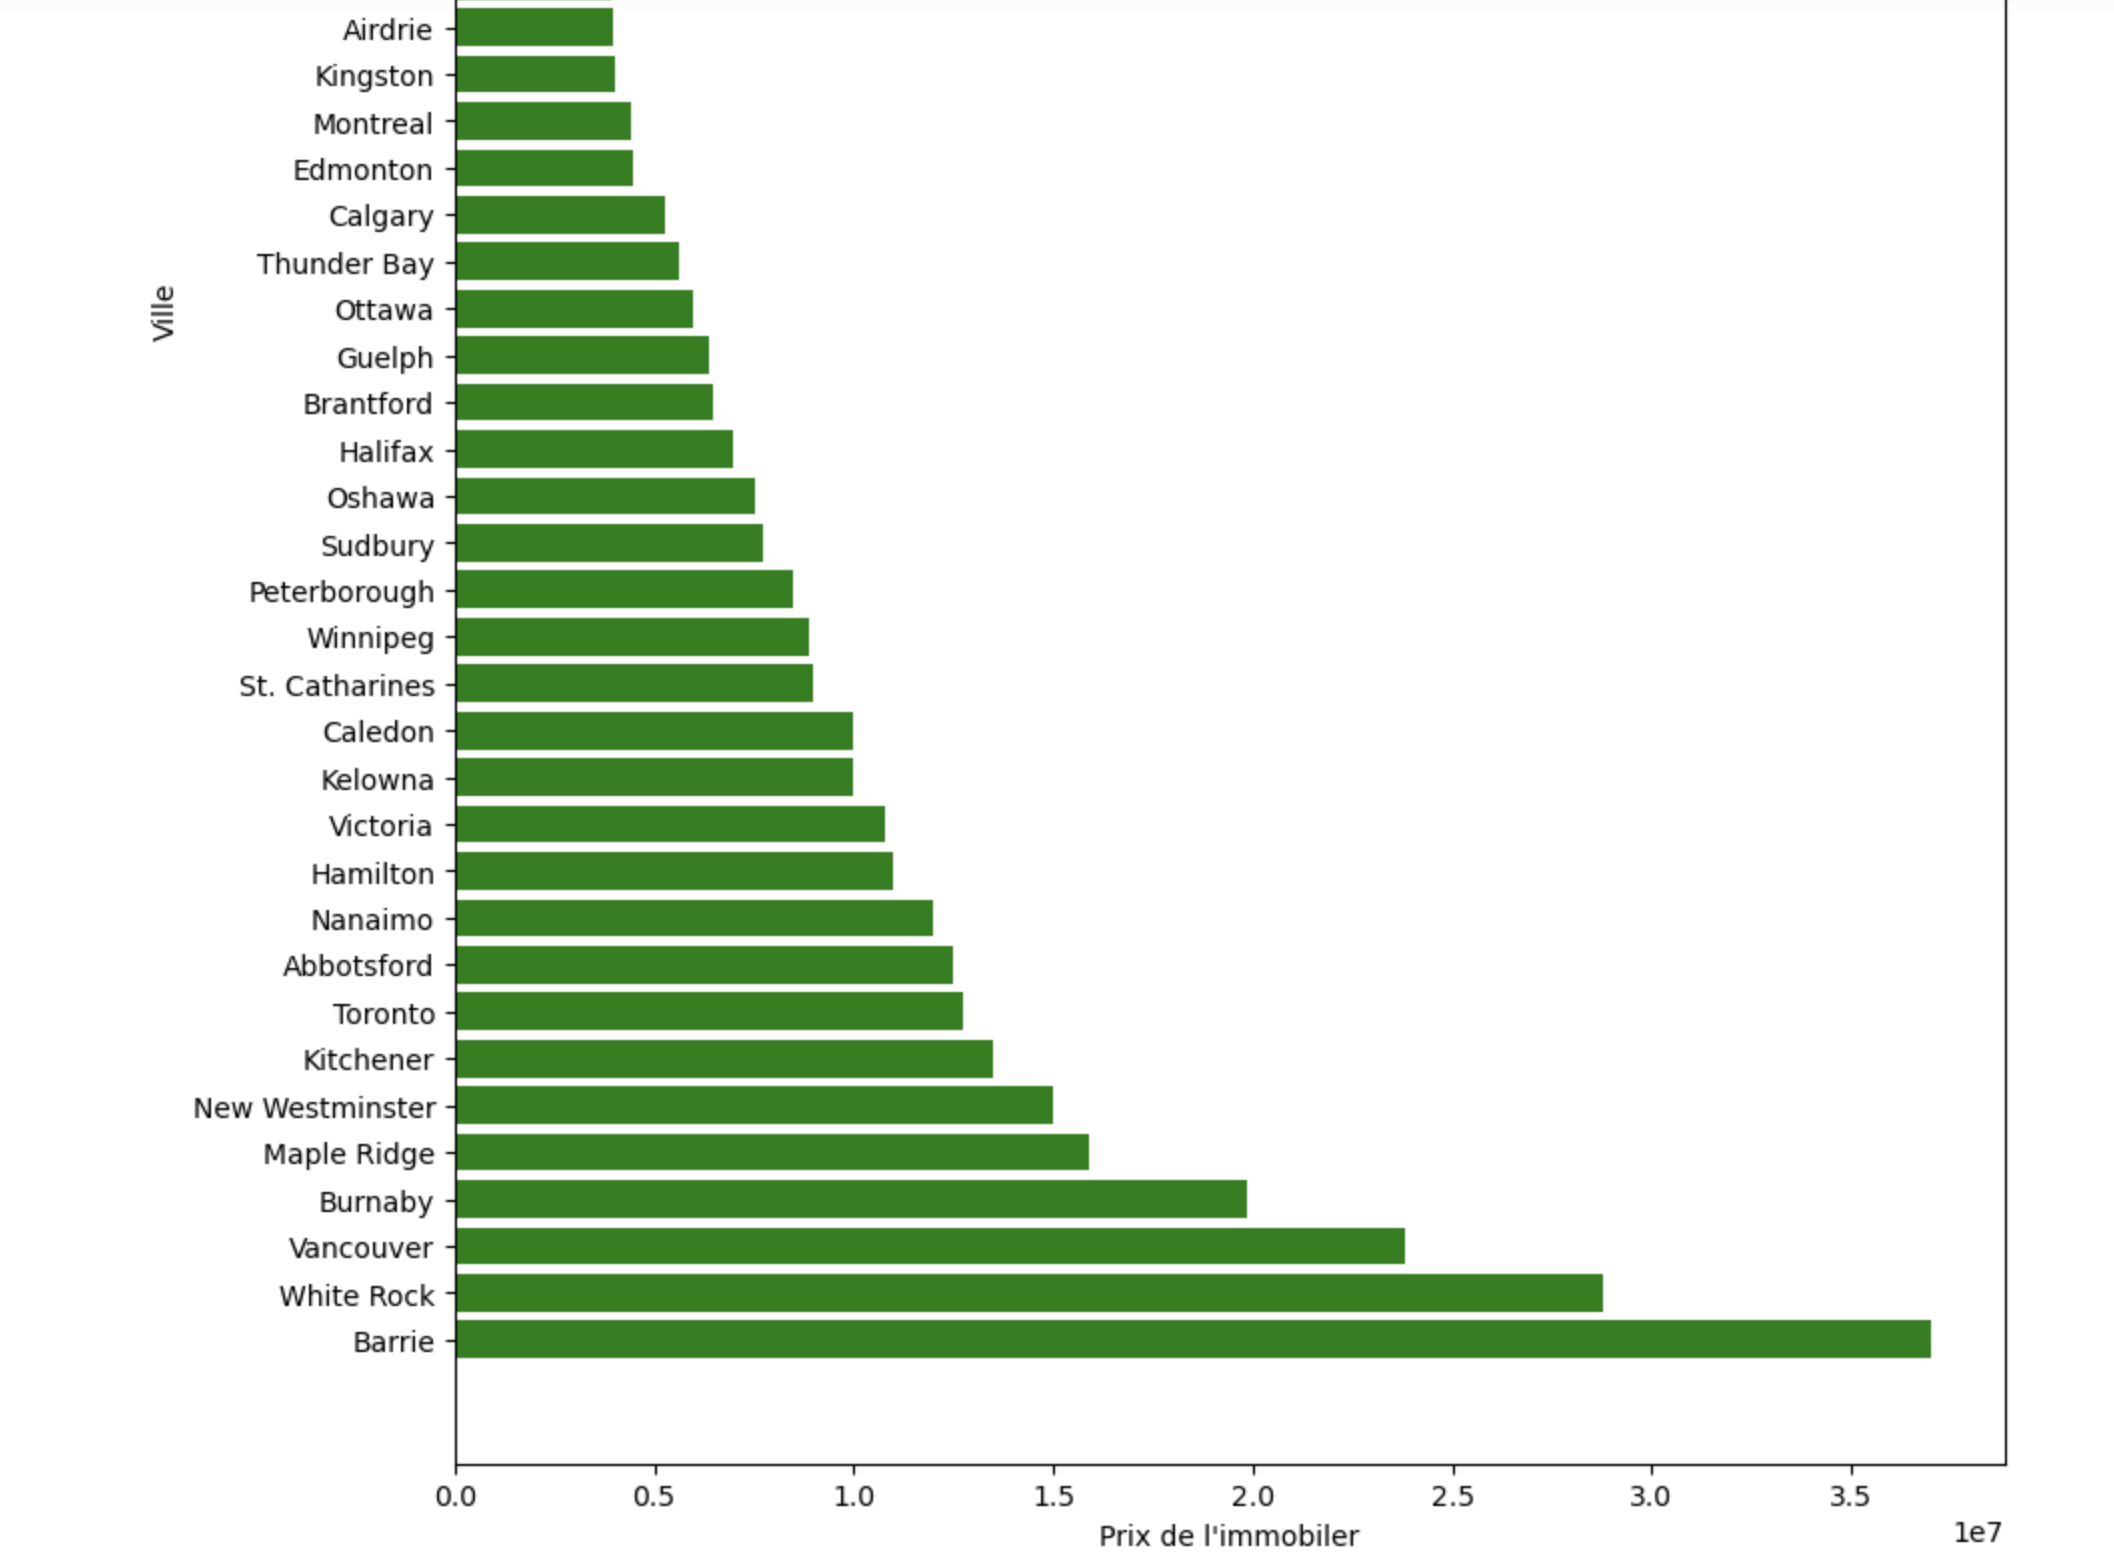 Airdrie
Kingston
Montreal
Edmonton
Calgary
Thunder Bay
Ottawa
Guelph
Brantford
Halifax
Oshawa
Sudbury
Peterborough
Winnipeg
St. Catharines
Caledon
Kelowna
Victoria
Hamilton
Nanaimo
Abbotsford
Toronto
Kitchener
New Westminster
Maple Ridge
Burnaby
Vancouver
White Rock
Barrie
Ville
0.0 0.5 1.0 1.5 2.0 2.5 3.0 3.5
Prix de l'immobiler
1e7